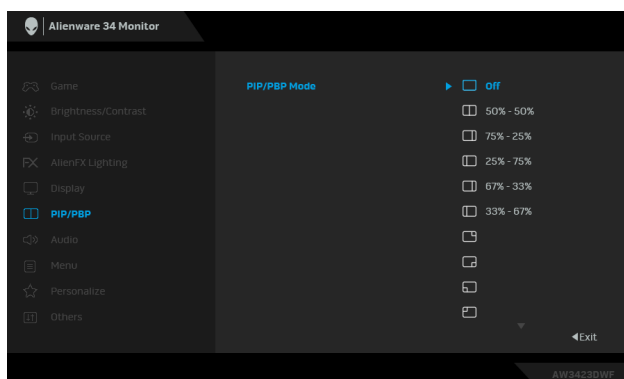 Alienware 34 Monitor
Game
Brightness/Contrast
Input Source
FX AlienFX Lighting
Display
PIP/PBP
Audio
Menu
Personalize
Others
PIP/PBP Mode
Off
50% - 50%
75% - 25%
25% - 75%
67% - 33%
33% - 67%
Exit
AW3423DWF